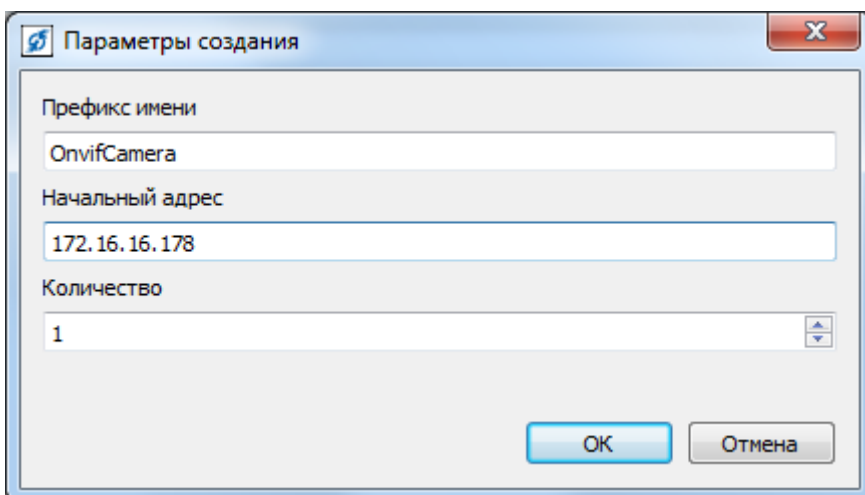 Параметры создания
Префикс имени
OnvifCamera
Начальный адрес
172.16.16.178
Количество
1
OK
Отмена